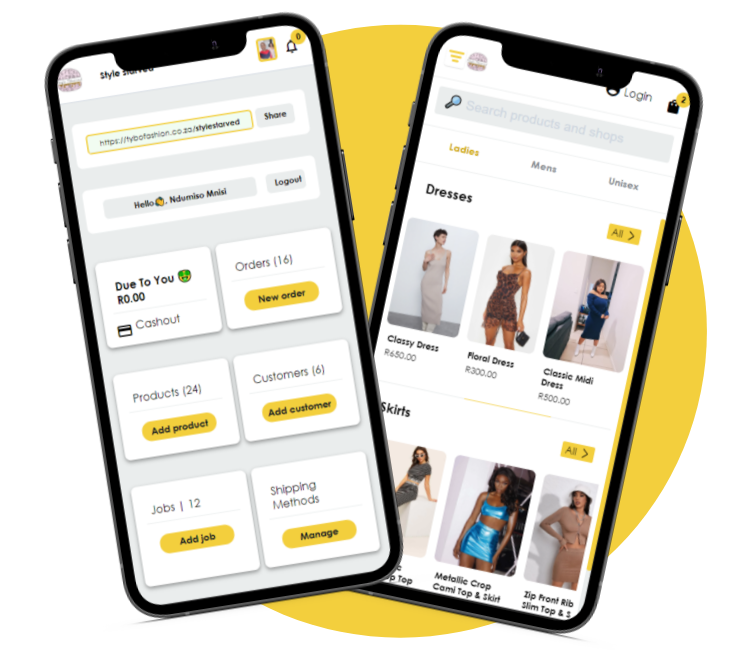 Style starved
0
https://tybofashion.co.za/stylestarved
Share
Hello, Ndumiso Mnisi
Logout
Due To You
R0.00
Cashout
Orders (16)
New order
Products (24)
Add product
Customers (6)
Add customer
Jobs | 12
Add job
Shipping
Methods
Manage
Login
2
Search products and shops
Ladies
Mens
Unisex
Dresses
All >
Classy Dress
R650.00
Floral Dress
R300.00
Classic Midi
Dress
R500.00
Skirts
All >
Top
Metallic Crop
Cami Top & Skirt
Zip Front Rib
Slim Top & S